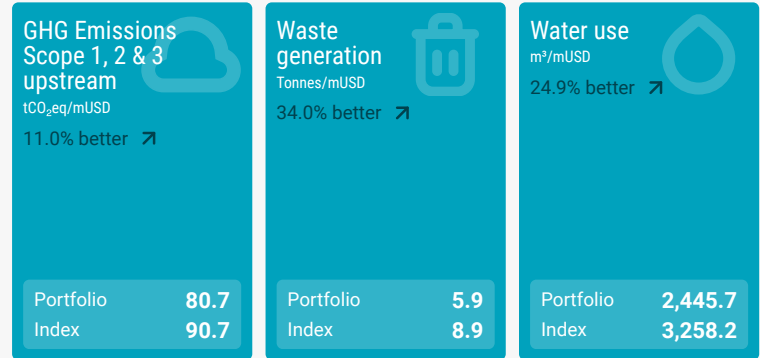 GHG Emissions
Scope 1, 2 & 3
upstream
tCO₂eq/mUSD
11.0% better
Portfolio 80.7
Index 90.7
Waste
generation
Tonnes/mUSD
34.0% better
Portfolio 5.9
Index 8.9
Water use
m³/mUSD
24.9% better
Portfolio 2,445.7
Index 3,258.2